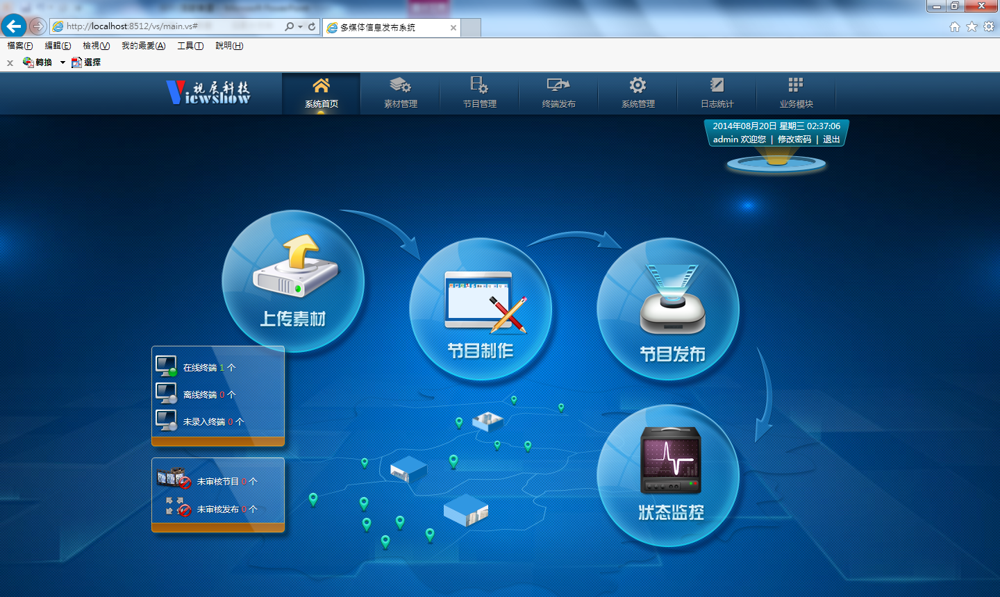 http://localhost:8512/vs/main.vs#
多媒体信息发布系统
檔案(F) 編輯(E) 檢視(V) 我的最愛(A) 工具(T) 說明(H)
x 轉換 選擇
视展科技
Viewshow
系统首页 素材管理 节目管理 终端发布 系统管理 日志统计 业务模块
2014年08月20日 星期三 02:37:06
admin 欢迎您 | 修改密码 | 退出
上传素材
节目制作
节目发布
在线终端 1 个
离线终端 0 个
未录入终端 0 个
未审核节目 0 个
未审核发布 0 个
状态监控